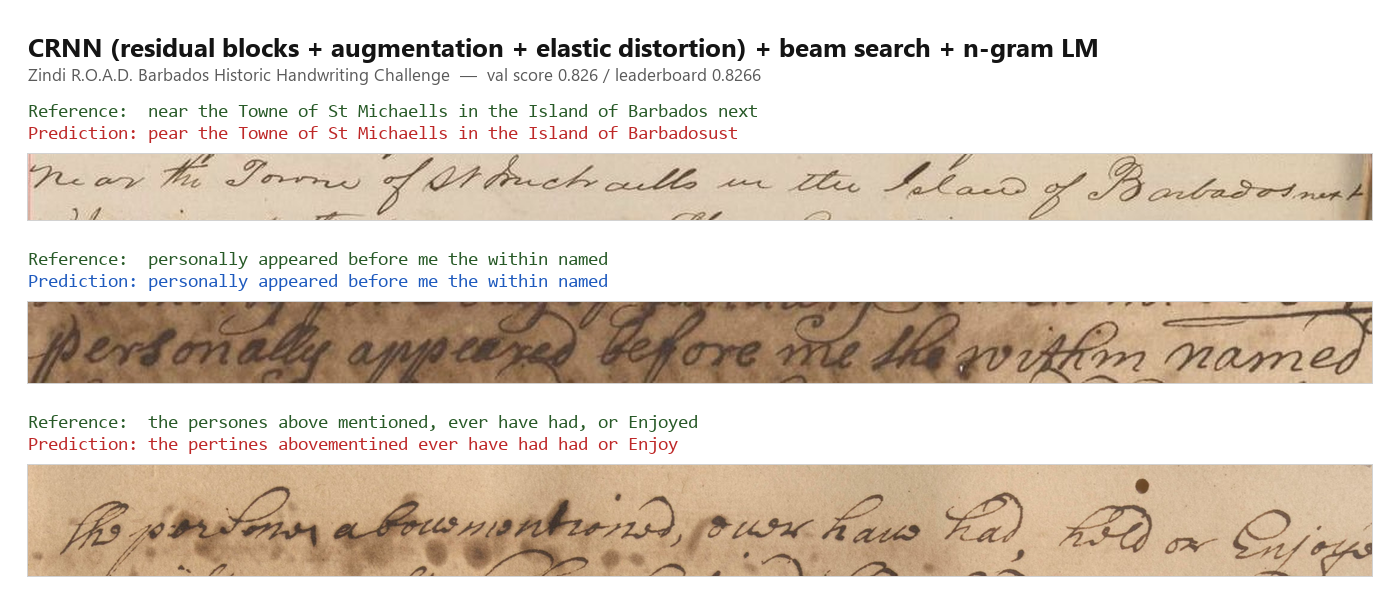 CRNN (residual blocks + augmentation + elastic distortion) + beam search + n-gram LM
Zindi R.O.A.D. Barbados Historic Handwriting Challenge — val score 0.826 / leaderboard 0.8266
Reference: near the Towne of St Michaells in the Island of Barbados next
Prediction: pear the Towne of St Michaells in the Island of Barbadosust
near the Towne of St Michaells in the Island of Barbados next
Reference: personally appeared before me the within named
Prediction: personally appeared before me the within named
personally appeared before me the within named
Reference: the persones above mentioned, ever have had, or Enjoyed
Prediction: the pertines abovementined ever have had had or Enjoy
the persones abovementioned, ever have had, held or Enjoye